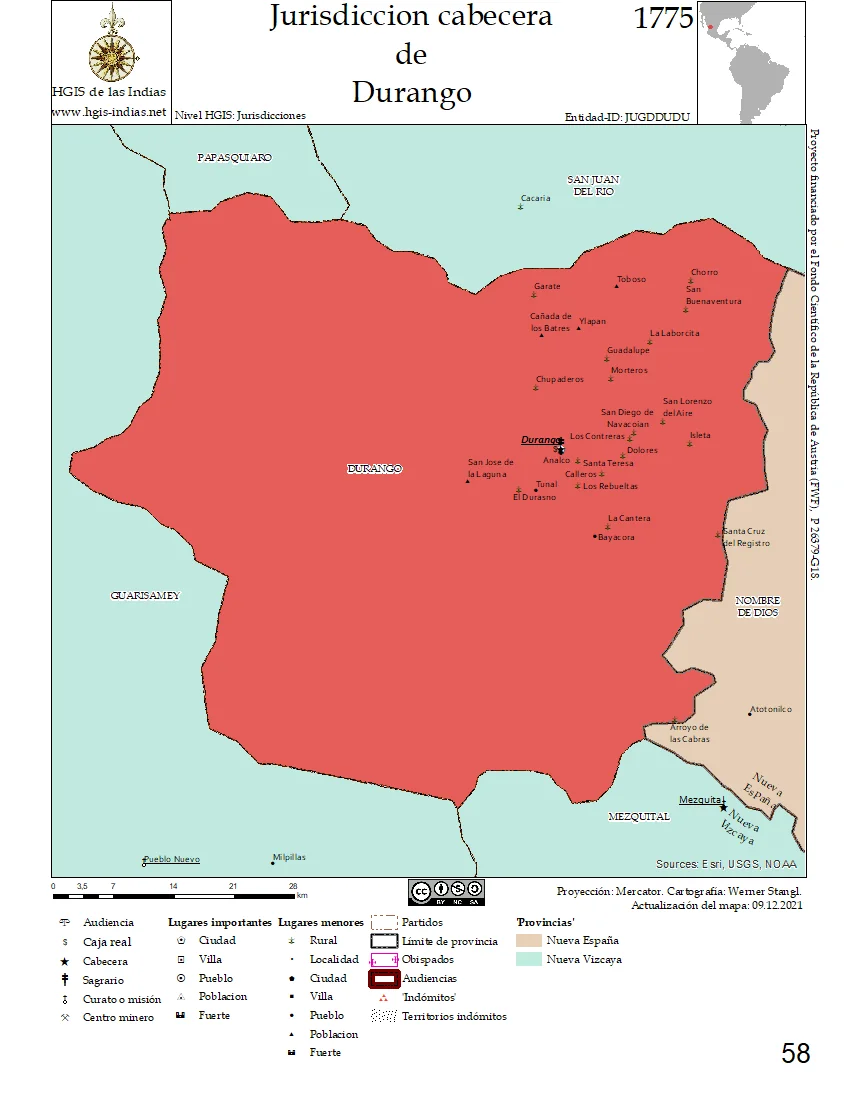 Jurisdiccion cabecera
de
Durango
1775
HGIS de las Indias
www.hgis-indias.net
Nivel HGIS: Jurisdicciones
Entidad-ID: JUGDDUDU
Proyecto financiado por el Fondo Científico de la República de Austria (FWF), P 26379-G18.
PAPASQUIARO
SAN JUAN
DEL RIO
Cacaria
Garate
Toboso
Chorro
San
Buenaventura
Cañada de
los Batres
Ylapan
La Laborcita
Guadalupe
Morteros
Chupaderos
San Lorenzo
del Aire
San Diego de
Navacoian
Durango
Los Contreras
Isleta
Dolores
DURANGO
San Jose de
la Laguna
Analco
Santa Teresa
Calleros
Tunal
Los Rebueltas
El Durasno
La Cantera
Bayacora
Santa Cruz
del Registro
GUARISAMEY
NOMBRE
DE DIOS
Atotonilco
Arroyo de
las Cabras
Nueva
España
Mezquital
Nueva
Vizcaya
MEZQUITAL
Pueblo Nuevo
Milpillas
Sources: Esri, USGS, NOAA
0 3,5 7 14 21 28
km
CC BY NC SA
Proyección: Mercator. Cartografía: Werner Stangl.
Actualización del mapa: 09.12.2021
Audiencia
Caja real
Cabecera
Sagrario
Curato o misión
Centro minero
Lugares importantes
Ciudad
Villa
Pueblo
Poblacion
Fuerte
Lugares menores
Rural
Localidad
Ciudad
Villa
Pueblo
Poblacion
Fuerte
Partidos
Límite de provincia
Obispados
Audiencias
'Indómitos'
Territorios indómitos
'Provincias'
Nueva España
Nueva Vizcaya
58